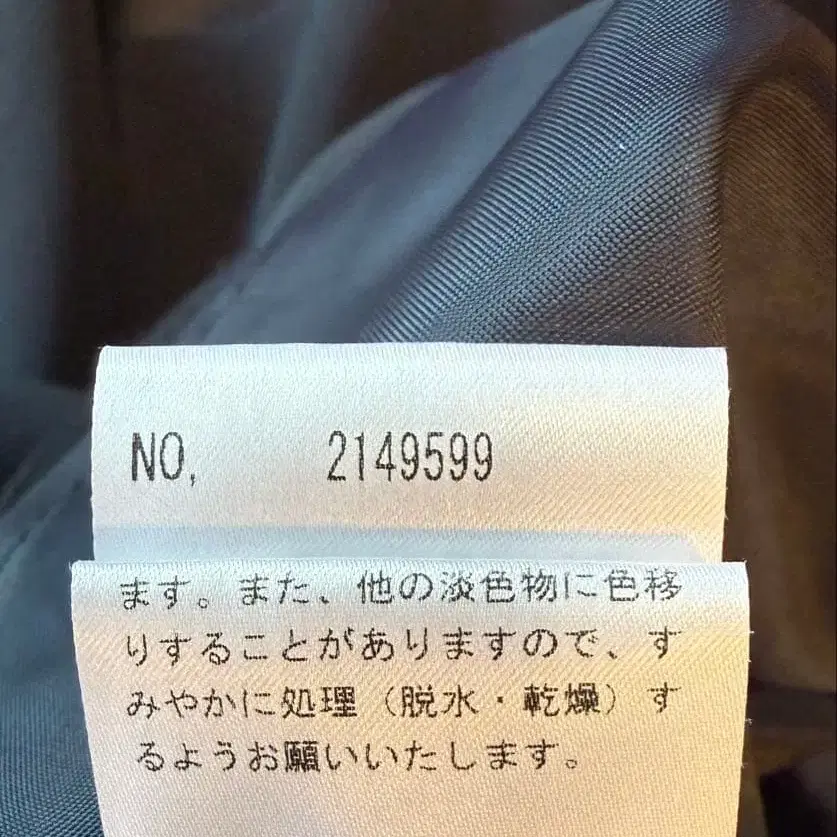 NO, 2149599
ます。また、他の淡色物に色移
りすることがありますので、す
みやかに処理（脱水・乾燥）す
るようお願いいたします。